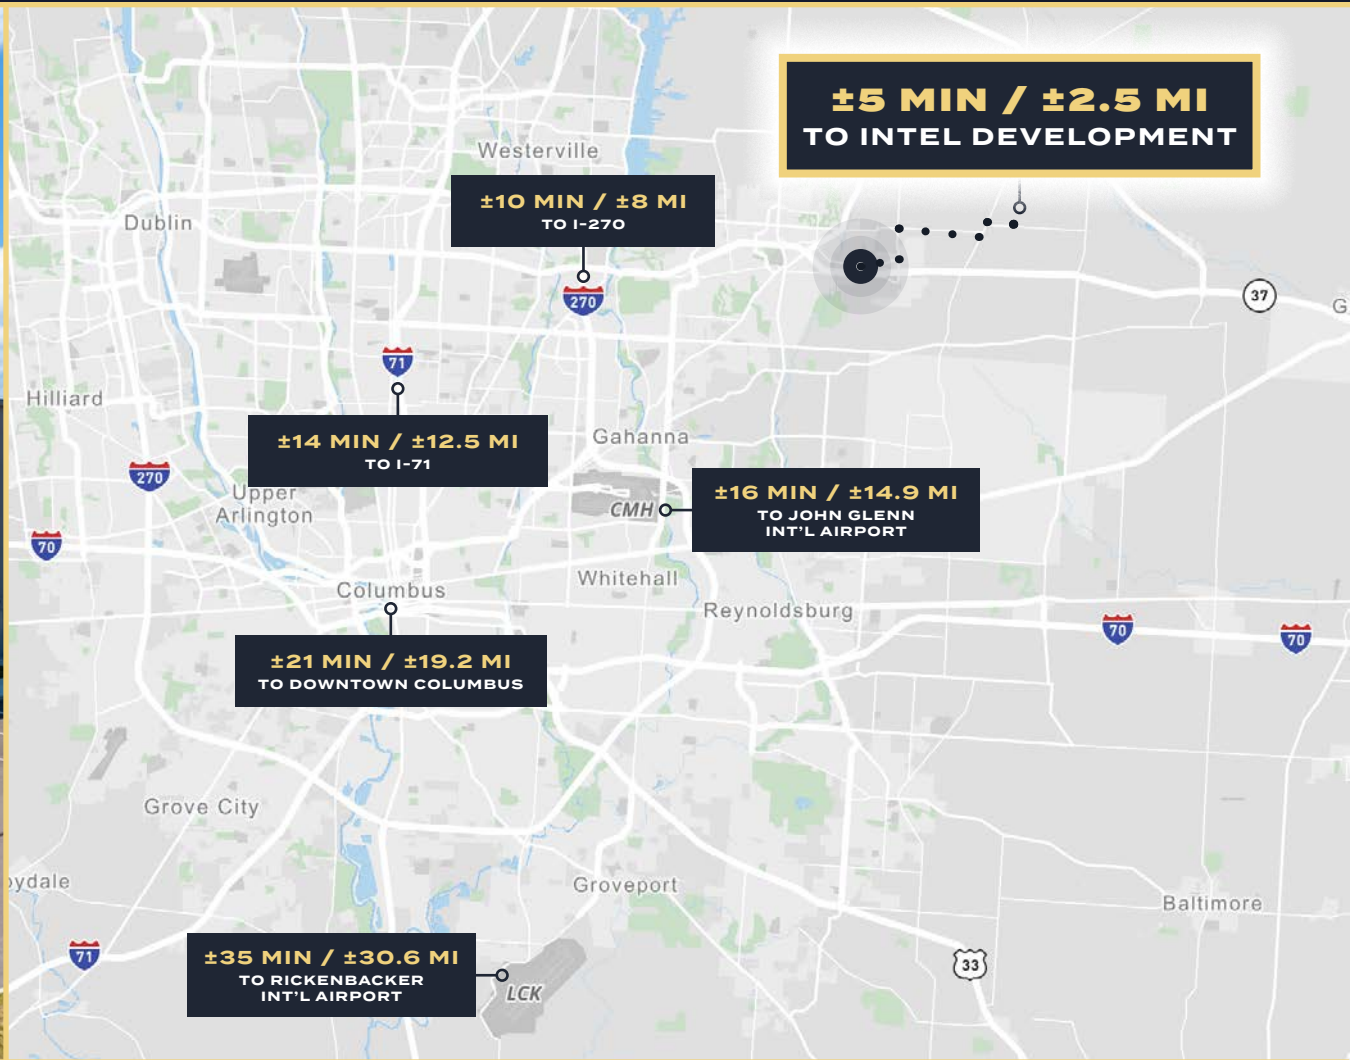 ±5 MIN / ±2.5 MI
TO INTEL DEVELOPMENT
Westerville
±10 MIN / ±8 MI
TO I-270
Dublin
270
37
G
71
Hilliard
±14 MIN / ±12.5 MI
TO I-71
Gahanna
270
Upper
Arlington
±16 MIN / ±14.9 MI
TO JOHN GLENN
INT'L AIRPORT
CMH
70
Whitehall
Columbus
Reynoldsburg
70
70
±21 MIN / ±19.2 MI
TO DOWNTOWN COLUMBUS
Grove City
oydale
Groveport
Baltimore
71
±35 MIN / ±30.6 MI
TO RICKENBACKER
INT'L AIRPORT
LCK
33